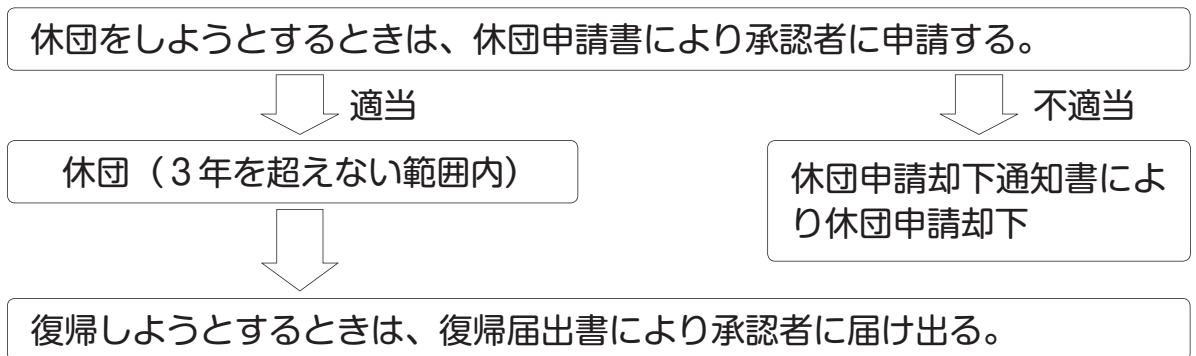 休団をしようとするときは、休団申請書により承認者に申請する。
適当
不適当
休団（３年を超えない範囲内）
休団申請却下通知書によ
り休団申請却下
復帰しようとするときは、復帰届出書により承認者に届け出る。